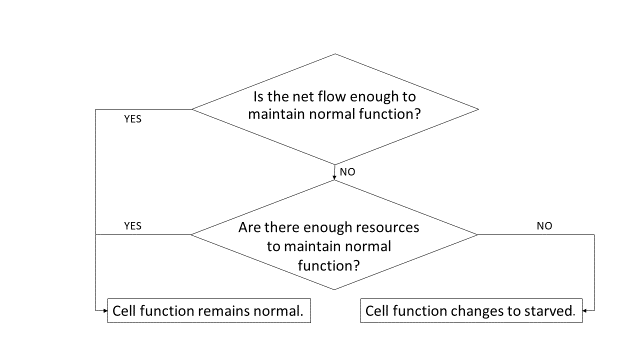 Is the net flow enough to
maintain normal function?
YES
NO
Are there enough resources
to maintain normal
function?
YES
NO
Cell function remains normal.
Cell function changes to starved.